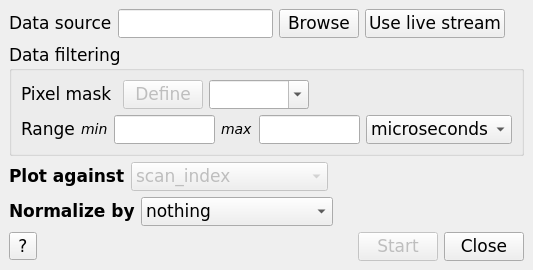 Data source Browse Use live stream
Data filtering
Pixel mask Define
Range min max microseconds
Plot against scan_index
Normalize by nothing
? Start Close